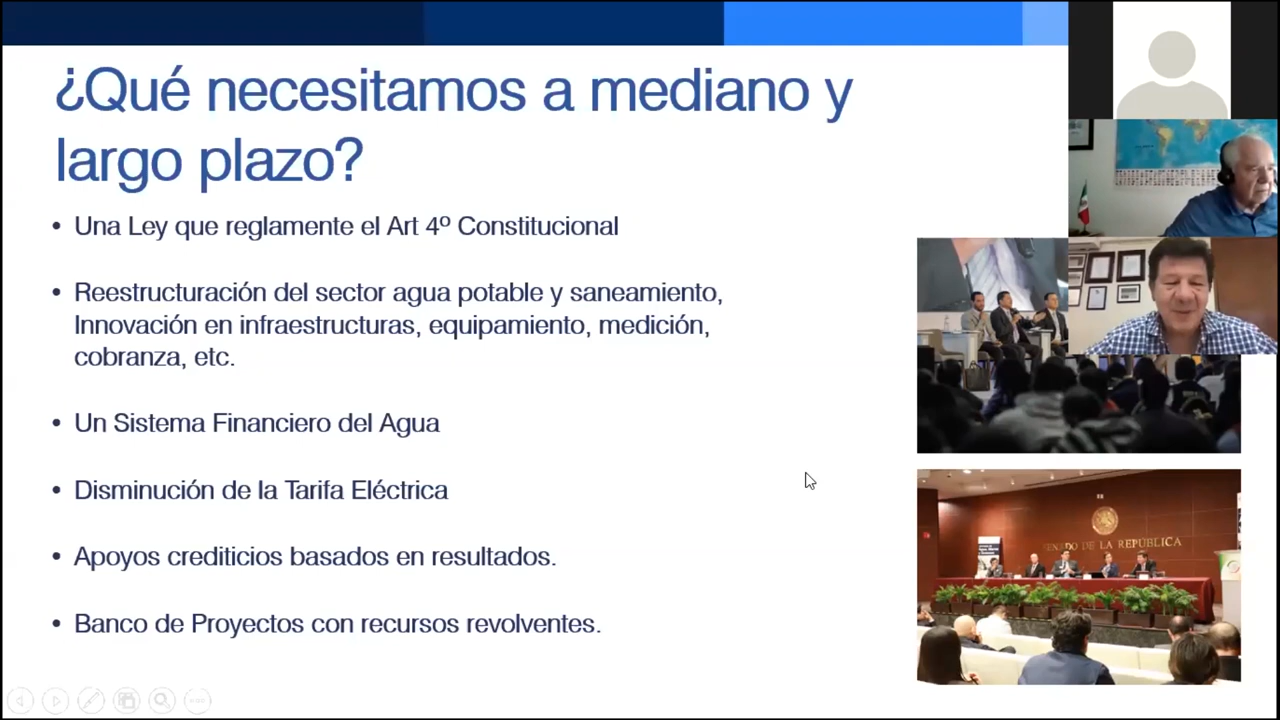 ¿Qué necesitamos a mediano y
largo plazo?
• Una Ley que reglamente el Art 4º Constitucional
• Reestructuración del sector agua potable y saneamiento,
Innovación en infraestructuras, equipamiento, medición,
cobranza, etc.
• Un Sistema Financiero del Agua
• Disminución de la Tarifa Eléctrica
• Apoyos crediticios basados en resultados.
• Banco de Proyectos con recursos revolventes.
SENADO DE LA REPÚBLICA